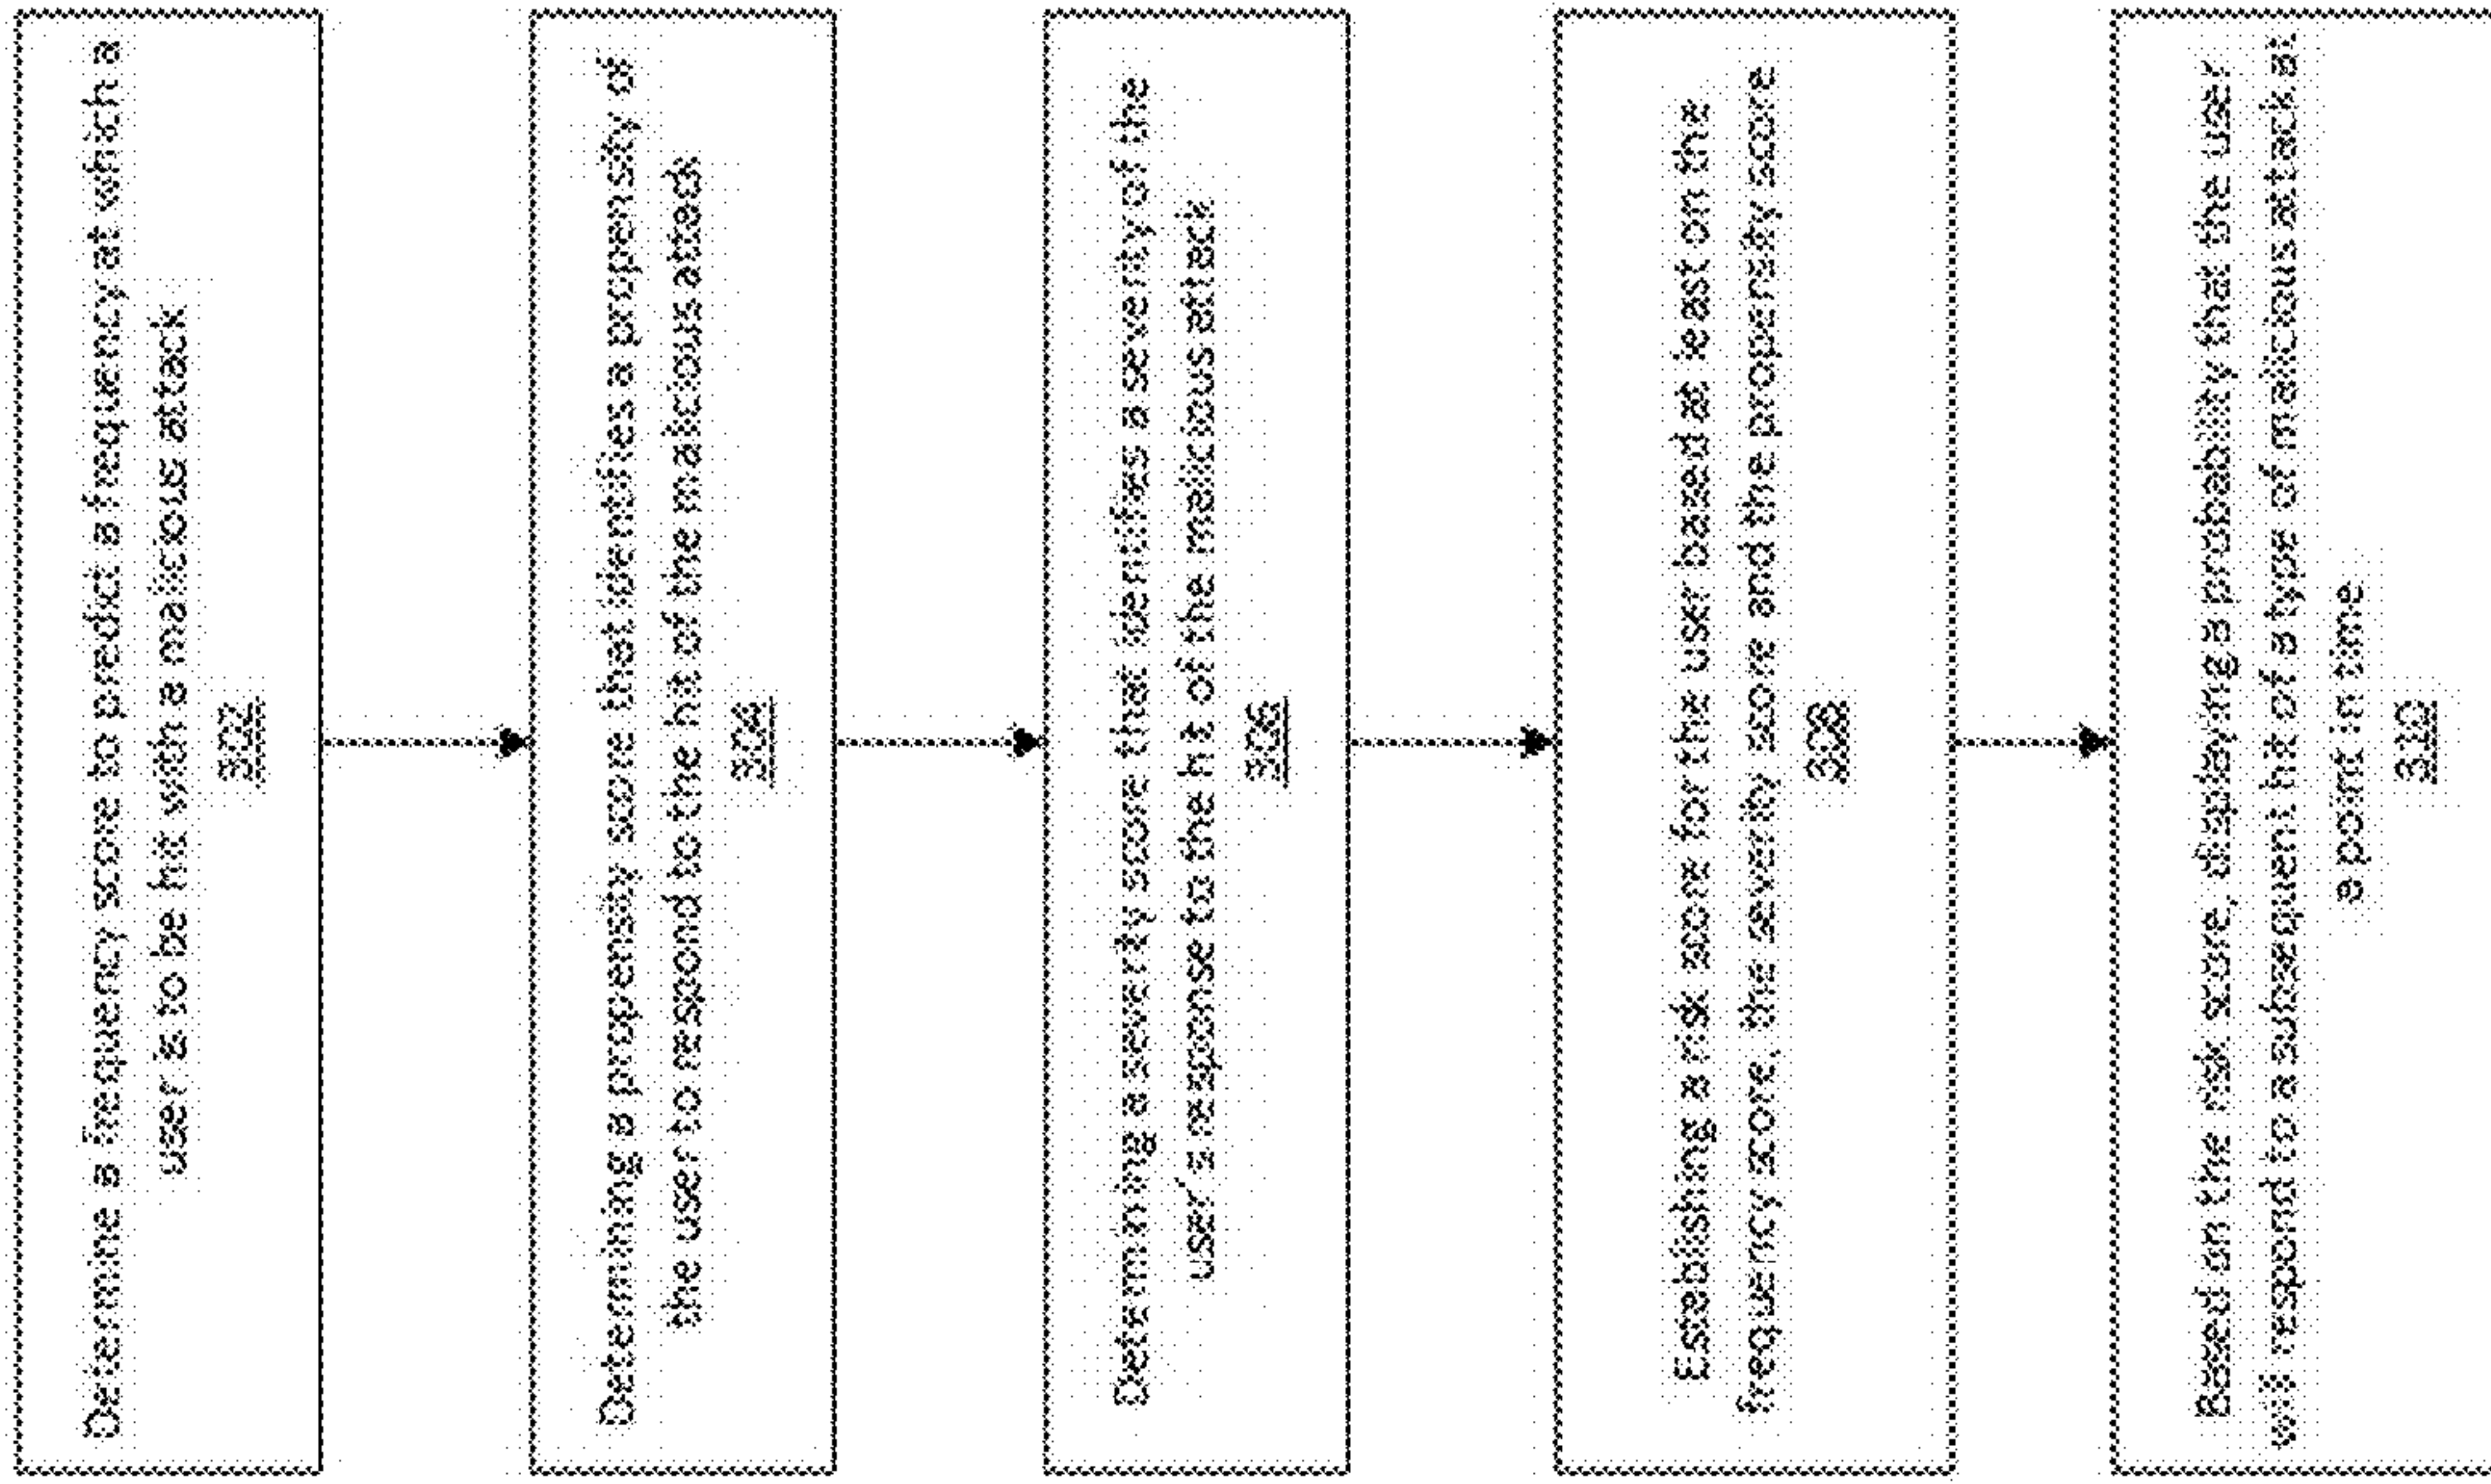 Determine a frequency score to predict a frequency at which a
user is to be hit with a malicious attack
302
Determining a propensity score that identifies a propensity of
the user to respond to the hit of the malicious attack
304
Determining a severity score that identifies a severity of the
user's response to the hit of the malicious attack
306
Establishing a risk score for the user based at least on the
frequency score, the severity score and the propensity score
308
Based on the risk score, displaying a probability that the user
will respond to a subsequent hit of a type of malicious attack at
a point in time
310